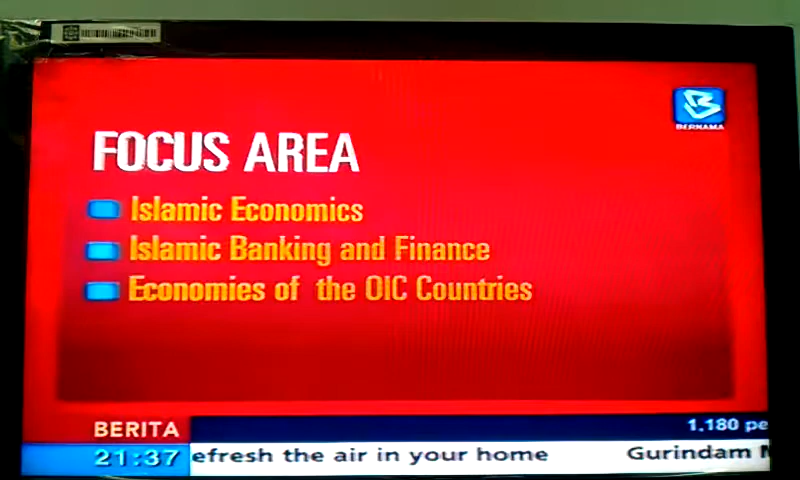 BERNAMA
FOCUS AREA
Islamic Economics
Islamic Banking and Finance
Economies of the OIC Countries
BERITA
1,180 pe
21:37
efresh the air in your home
Gurindam